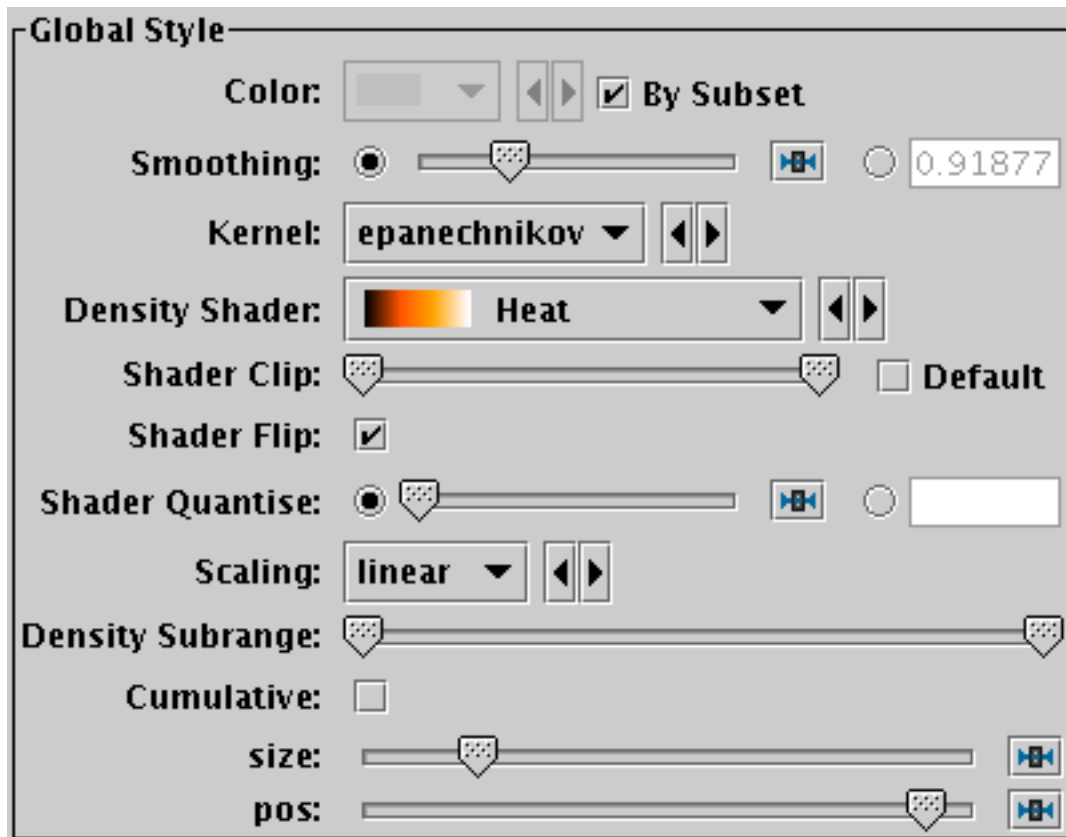 Global Style
Color: By Subset
Smoothing: 0.91877
Kernel: epanechnikov
Density Shader: Heat
Shader Clip: Default
Shader Flip:
Shader Quantise:
Scaling: linear
Density Subrange:
Cumulative:
size:
pos: